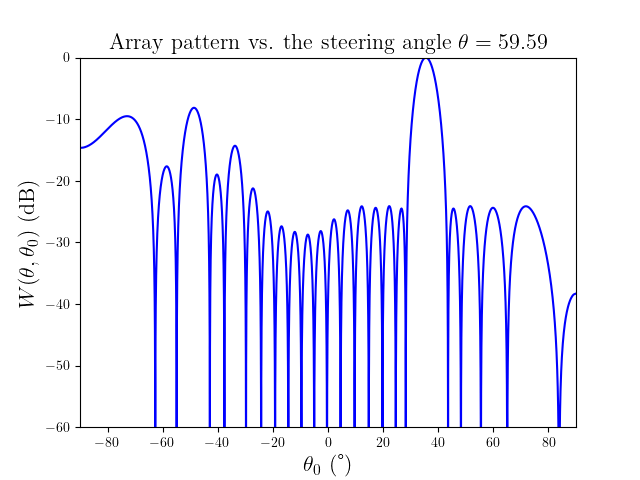 Array pattern vs. the steering angle θ = 59.59
W(θ, θ₀) (dB)
0
−10
−20
−30
−40
−50
−60
−80 −60 −40 −20 0 20 40 60 80
θ₀ (°)